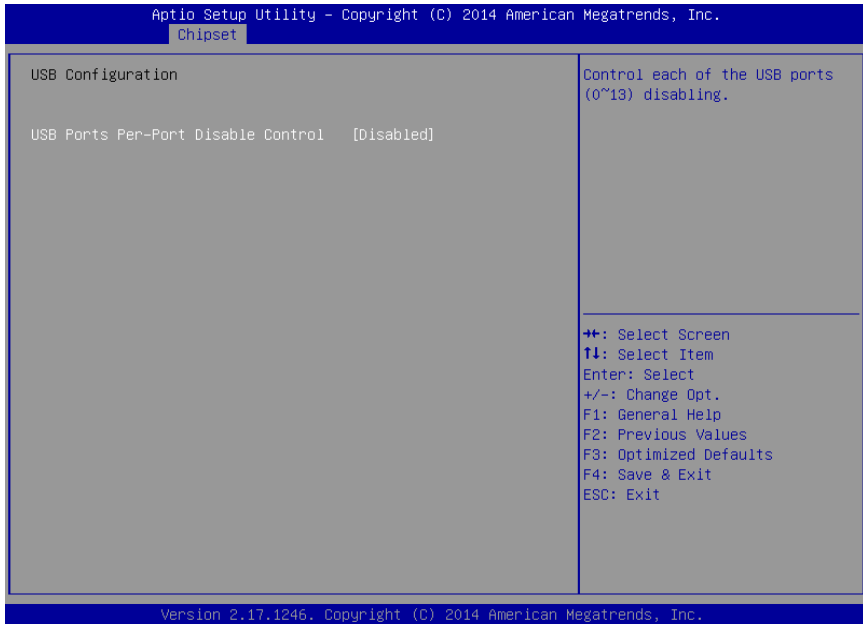 Aptio Setup Utility – Copyright (C) 2014 American Megatrends, Inc.
Chipset
USB Configuration
USB Ports Per-Port Disable Control [Disabled]
Control each of the USB ports
(0~13) disabling.
→←: Select Screen
↑↓: Select Item
Enter: Select
+/-: Change Opt.
F1: General Help
F2: Previous Values
F3: Optimized Defaults
F4: Save & Exit
ESC: Exit
Version 2.17.1246. Copyright (C) 2014 American Megatrends, Inc.